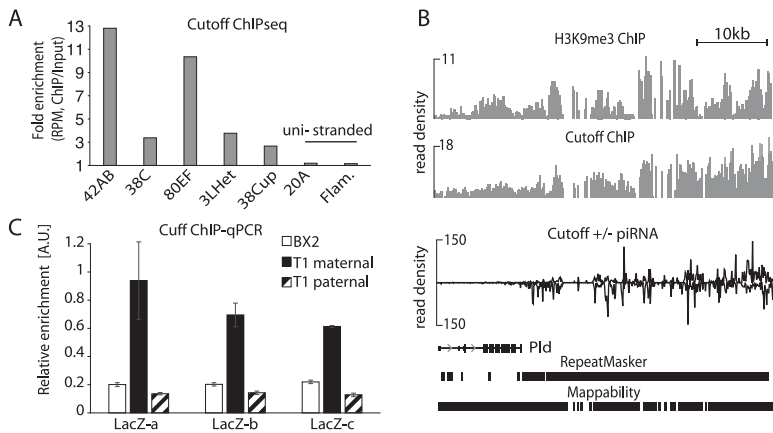 A
Cutoff ChIPseq
Fold enrichment
(RPM, ChIP/Input)
13
11
9
7
5
3
1
uni-stranded
42AB
38C
80EF
3LHet
38Cup
20A
Flam.
B
H3K9me3 ChIP
10kb
11
Cutoff ChIP
18
read density
Cutoff +/- piRNA
150
150
read density
Pld
RepeatMasker
Mappability
C
Cuff ChIP-qPCR
BX2
T1 maternal
T1 paternal
Relative enrichment [A.U.]
1.2
1
0.8
0.6
0.4
0.2
0
LacZ-a
LacZ-b
LacZ-c